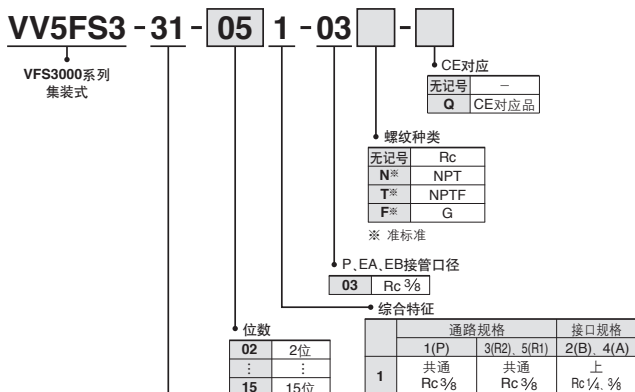 VV5FS3-31-05 1-03 -
VFS3000系列
集装式
CE对应
无记号 －
Q CE对应品
螺纹种类
无记号 Rc
N※ NPT
T※ NPTF
F※ G
※ 准标准
P、EA、EB接管口径
03 Rc 3⁄8
综合特征
通路规格 接口规格
1(P) 3(R2)、5(R1) 2(B)、4(A)
1 共通 Rc 3⁄8 共通 Rc 3⁄8 上 Rc 1⁄4、3⁄8
位数
02 2位
⋮ ⋮
15 15位